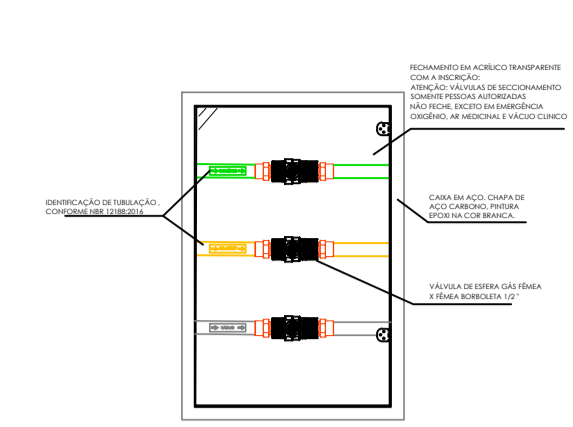 FECHAMENTO EM ACRÍLICO TRANSPARENTE
COM A INSCRIÇÃO:
ATENÇÃO: VÁLVULAS DE SECCIONAMENTO
SOMENTE PESSOAS AUTORIZADAS
NÃO FECHE, EXCETO EM EMERGÊNCIA
OXIGÊNIO, AR MEDICINAL E VÁCUO CLINICO
IDENTIFICAÇÃO DE TUBULAÇÃO ,
CONFORME NBR 12188:2016
CAIXA EM AÇO. CHAPA DE
AÇO CARBONO, PINTURA
EPOXI NA COR BRANCA.
VÁLVULA DE ESFERA GÁS FÊMEA
X FÊMEA BORBOLETA 1/2"